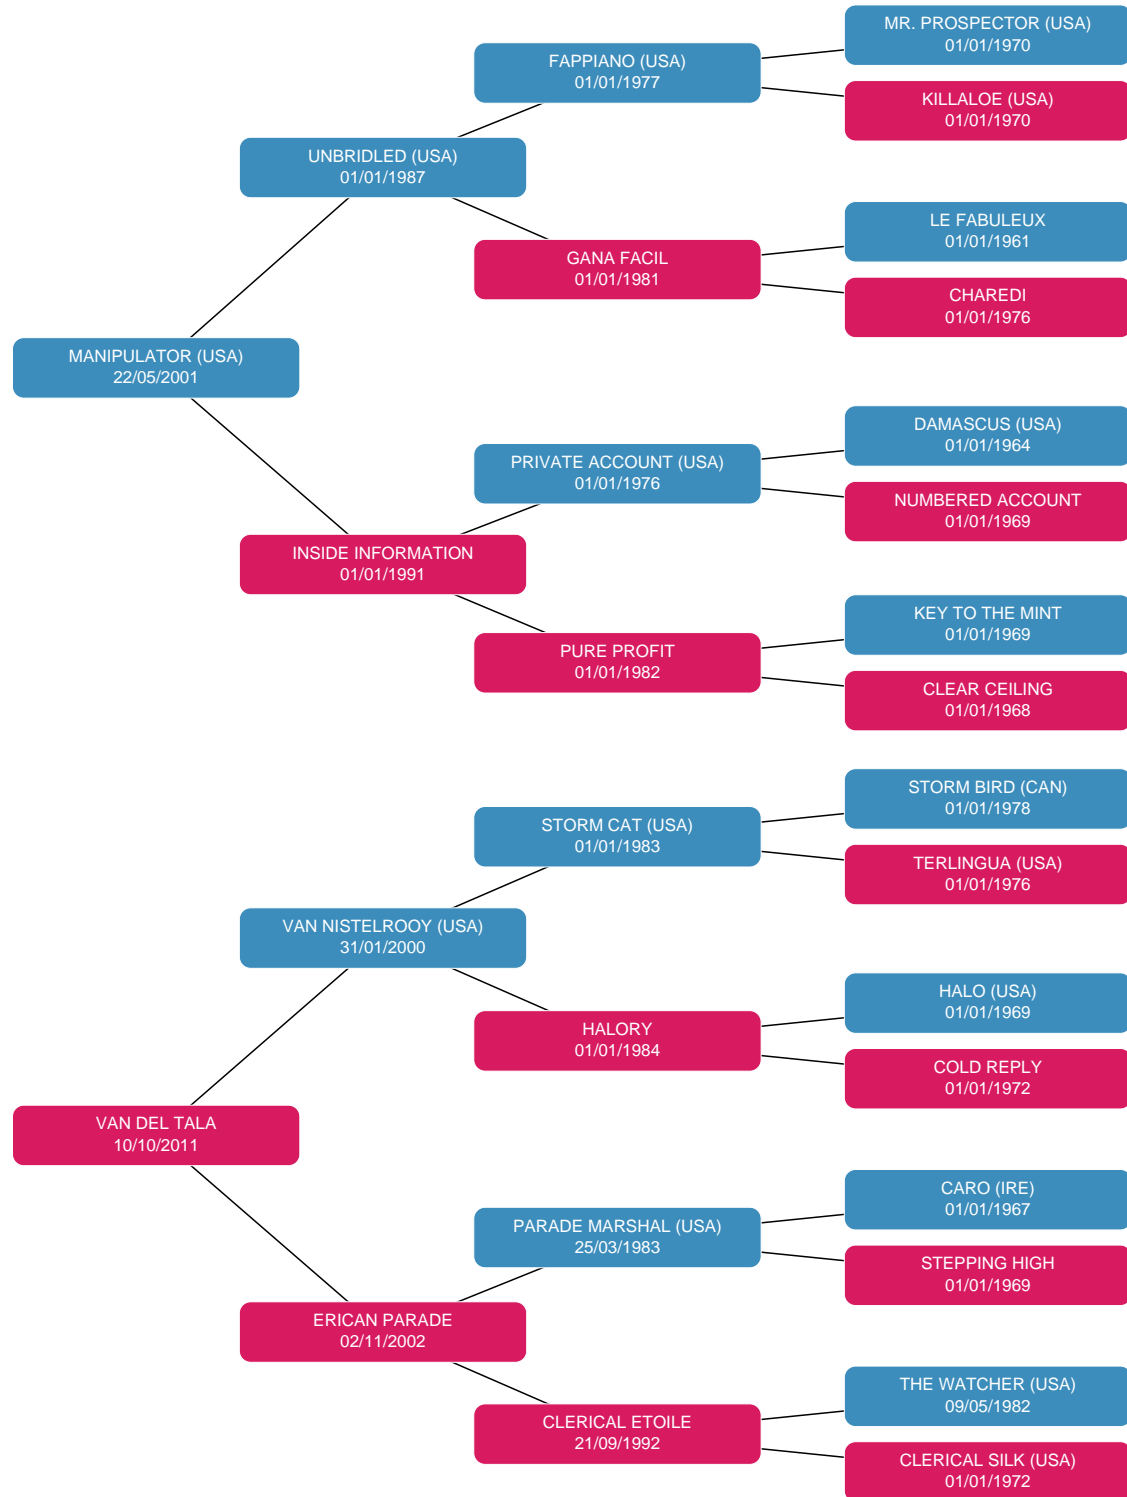 MR. PROSPECTOR (USA)
01/01/1970
FAPPIANO (USA)
01/01/1977
KILLALOE (USA)
01/01/1970
UNBRIDLED (USA)
01/01/1987
LE FABULEUX
01/01/1961
GANA FACIL
01/01/1981
CHAREDI
01/01/1976
MANIPULATOR (USA)
22/05/2001
DAMASCUS (USA)
01/01/1964
PRIVATE ACCOUNT (USA)
01/01/1976
NUMBERED ACCOUNT
01/01/1969
INSIDE INFORMATION
01/01/1991
KEY TO THE MINT
01/01/1969
PURE PROFIT
01/01/1982
CLEAR CEILING
01/01/1968
STORM BIRD (CAN)
01/01/1978
STORM CAT (USA)
01/01/1983
TERLINGUA (USA)
01/01/1976
VAN NISTELROOY (USA)
31/01/2000
HALO (USA)
01/01/1969
HALORY
01/01/1984
COLD REPLY
01/01/1972
VAN DEL TALA
10/10/2011
CARO (IRE)
01/01/1967
PARADE MARSHAL (USA)
25/03/1983
STEPPING HIGH
01/01/1969
ERICAN PARADE
02/11/2002
THE WATCHER (USA)
09/05/1982
CLERICAL ETOILE
21/09/1992
CLERICAL SILK (USA)
01/01/1972